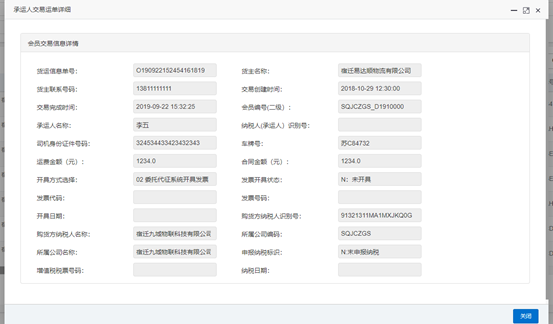 承运人交易运单详细
会员交易信息详情
货运信息单号: O190922152454161819 货主名称: 宿迁易达顺物流有限公司
货主联系号码: 13811111111 交易创建时间: 2018-10-29 12:30:00
交易完成时间: 2019-09-22 15:32:25 会员编号(二级): SQJCZGS_D1910000
承运人名称: 李五 纳税人(承运人）识别号:
司机身份证件号码: 324534433423432343 车牌号: 苏C84732
运费金额（元）: 1234.0 合同金额（元）: 1234.0
开具方式选择: 02 委托代征系统开具发票 发票开具状态: N：未开具
发票代码: 发票号码:
开具日期: 购货方纳税人识别号: 91321311MA1MXJKQ0G
购货方纳税人名称: 宿迁九域物联科技有限公司 所属公司编码: SQJCZGS
所属公司名称: 宿迁九域物联科技有限公司 申报纳税标识: N:未申报纳税
增值税税票号码: 纳税日期:
关闭